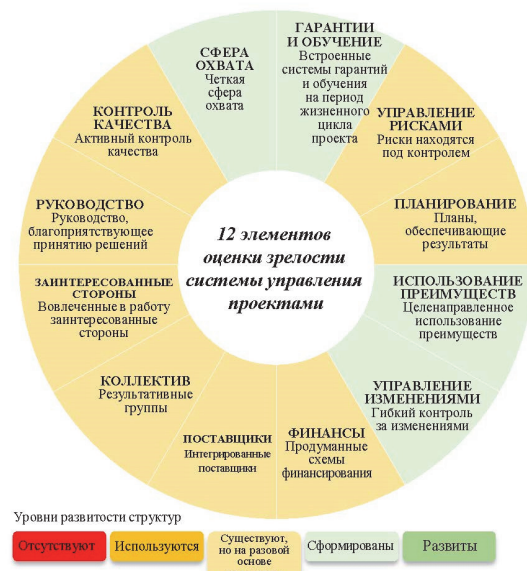 СФЕРА
ОХВАТА
Четкая
сфера
охвата
ГАРАНТИИ
И ОБУЧЕНИЕ
Встроенные
системы гарантий
и обучения
на период
жизненного
цикла
проекта
УПРАВЛЕНИЕ
РИСКАМИ
Риски находятся
под контролем
ПЛАНИРОВАНИЕ
Планы,
обеспечивающие
результаты
ИСПОЛЬЗОВАНИЕ
ПРЕИМУЩЕСТВ
Целенаправленное
использование
преимуществ
УПРАВЛЕНИЕ
ИЗМЕНЕНИЯМИ
Гибкий контроль
за изменениями
ФИНАНСЫ
Продуманные
схемы
финансирования
ПОСТАВЩИКИ
Интегрированные
поставщики
КОЛЛЕКТИВ
Результативные
группы
ЗАИНТЕРЕСОВАННЫЕ
СТОРОНЫ
Вовлеченные в работу
заинтересованные
стороны
РУКОВОДСТВО
Руководство,
благоприятствующее
принятию решений
КОНТРОЛЬ
КАЧЕСТВА
Активный контроль
качества
12 элементов
оценки зрелости
системы управления
проектами
Уровни развитости структур
Отсутствуют
Используются
Существуют,
но на разовой
основе
Сформированы
Развиты